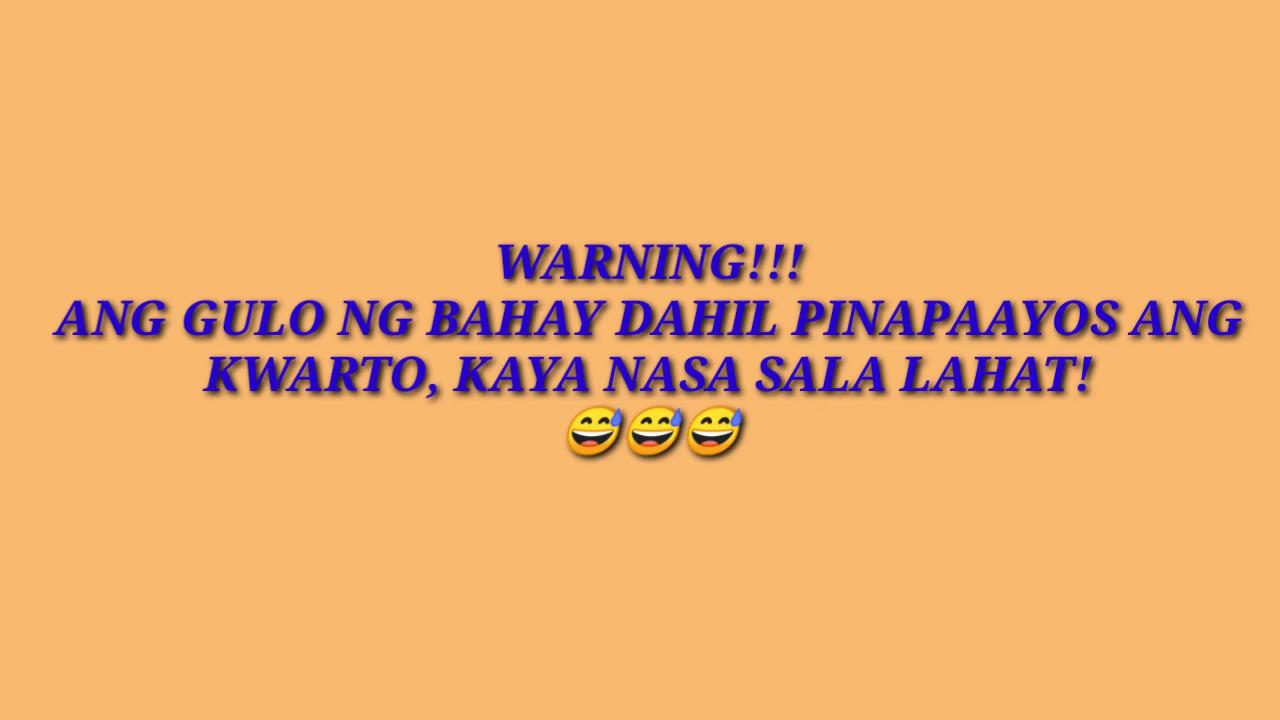 WARNING!!!
ANG GULO NG BAHAY DAHIL PINAPAAYOS ANG
KWARTO, KAYA NASA SALA LAHAT!
😅😅😅